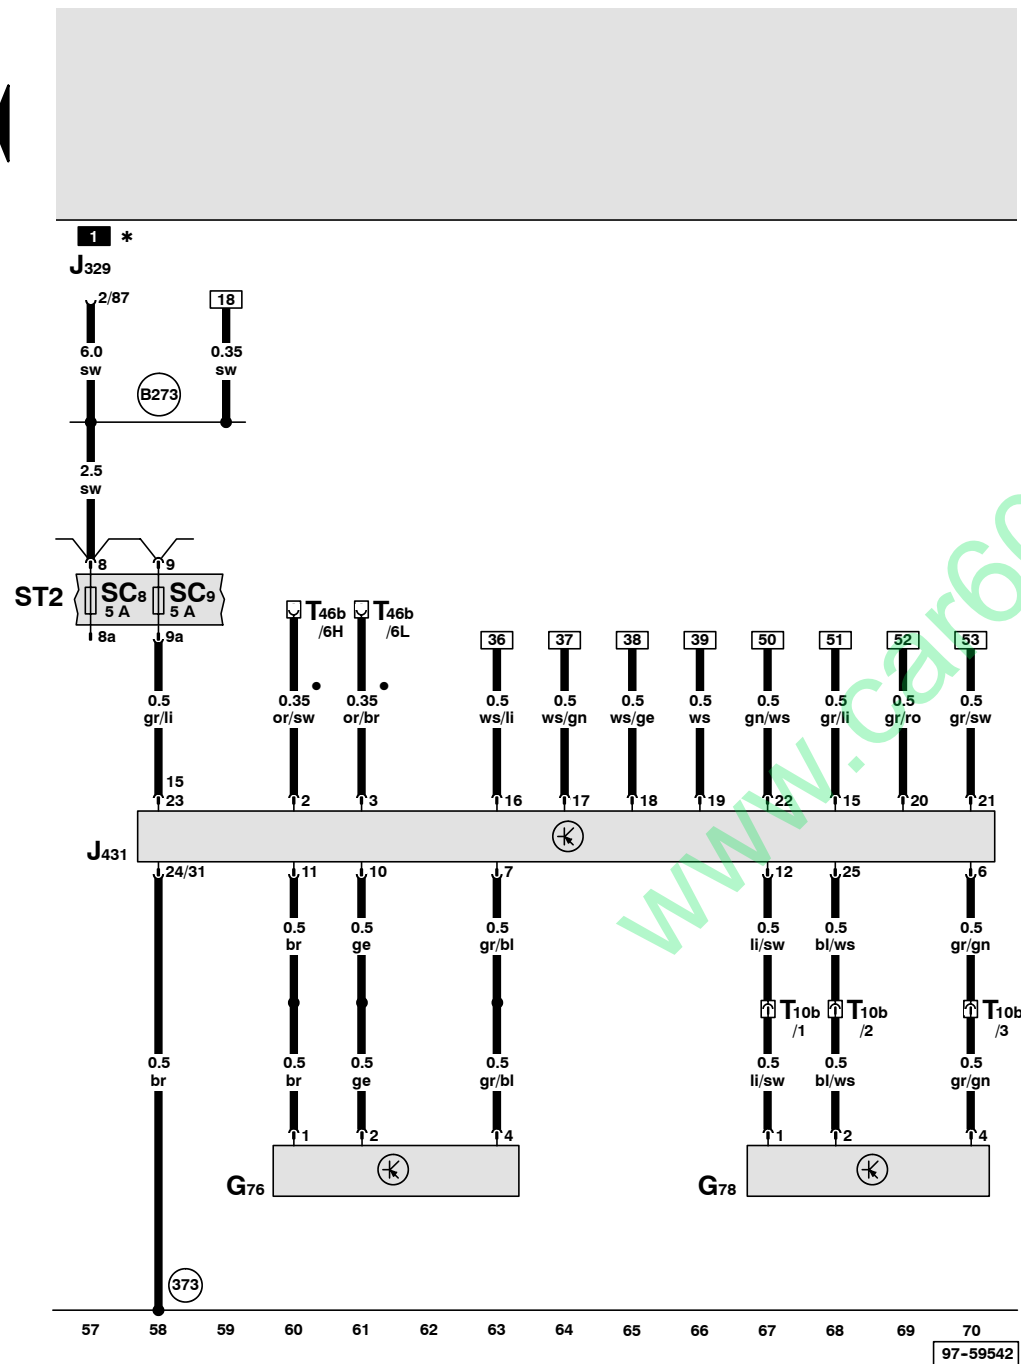 1 *
J329
2/87 18
6.0 0.35
sw sw
B273
2.5
sw
8 9
ST2 SC8 SC9
5 A 5 A
8a 9a
T46b T46b
/6H /6L
36 37 38 39 50 51 52 53
0.5 0.35 0.35 0.5 0.5 0.5 0.5 0.5 0.5 0.5 0.5
gr/li or/sw or/br ws/li ws/gn ws/ge ws gn/ws gr/li gr/ro gr/sw
15
23 2 3 16 17 18 19 22 15 20 21
J431
24/31 11 10 7 12 25 6
0.5 0.5 0.5 0.5 0.5 0.5
br ge gr/bl li/sw bl/ws gr/gn
T10b T10b T10b
/1 /2 /3
0.5 0.5 0.5 0.5 0.5 0.5 0.5
br br ge gr/bl li/sw bl/ws gr/gn
1 2 4 1 2 4
G76 G78
373
57 58 59 60 61 62 63 64 65 66 67 68 69 70
97-59542
www.car60